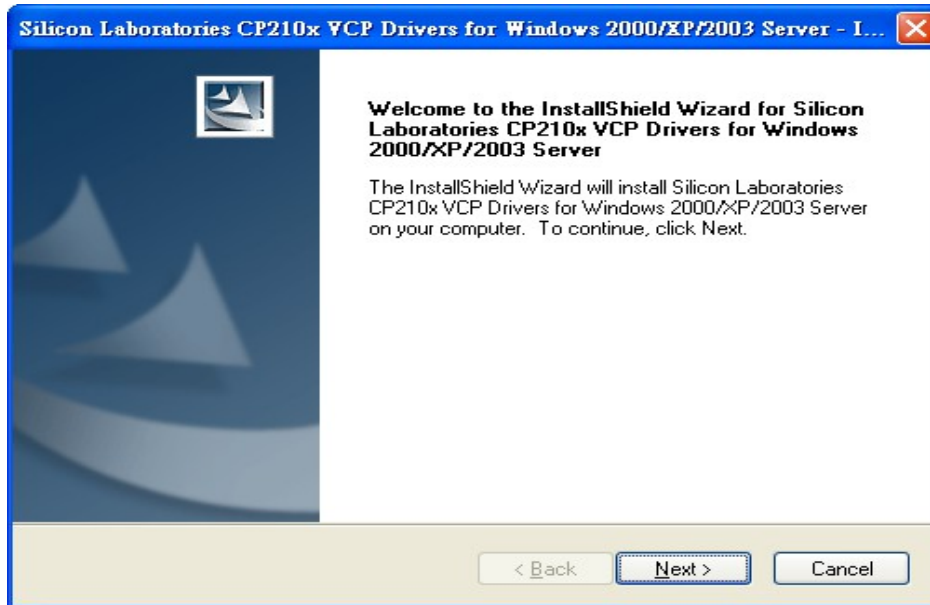 Silicon Laboratories CP210x VCP Drivers for Windows 2000/XP/2003 Server - I...
Welcome to the InstallShield Wizard for Silicon
Laboratories CP210x VCP Drivers for Windows
2000/XP/2003 Server
The InstallShield Wizard will install Silicon Laboratories
CP210x VCP Drivers for Windows 2000/XP/2003 Server
on your computer. To continue, click Next.
< Back
Next >
Cancel